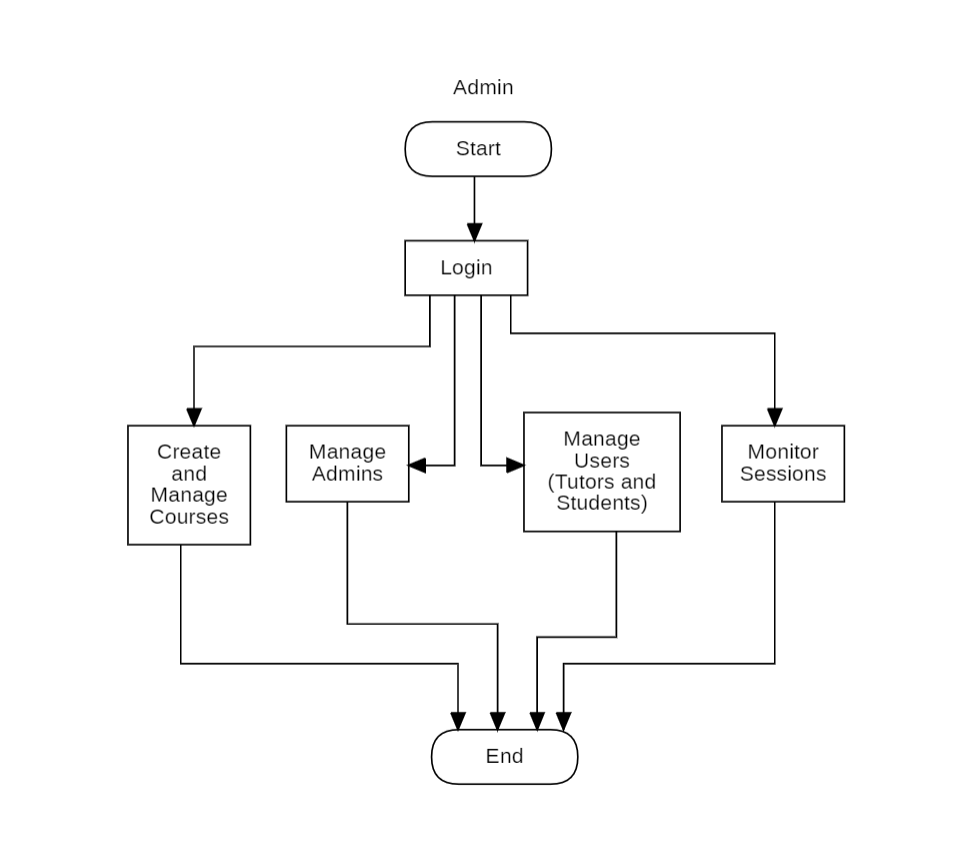 Admin
Start
Login
Create
and
Manage
Courses
Manage
Admins
Manage
Users
(Tutors and
Students)
Monitor
Sessions
End